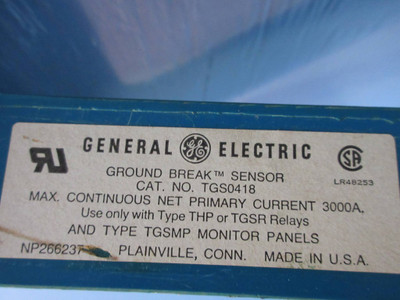 GENERAL GE ELECTRIC
GROUND BREAK™ SENSOR
CAT. NO. TGS0418
LR48253
MAX. CONTINUOUS NET PRIMARY CURRENT 3000A.
Use only with Type THP or TGSR Relays
AND TYPE TGSMP MONITOR PANELS
NP266237 PLAINVILLE, CONN. MADE IN U.S.A.